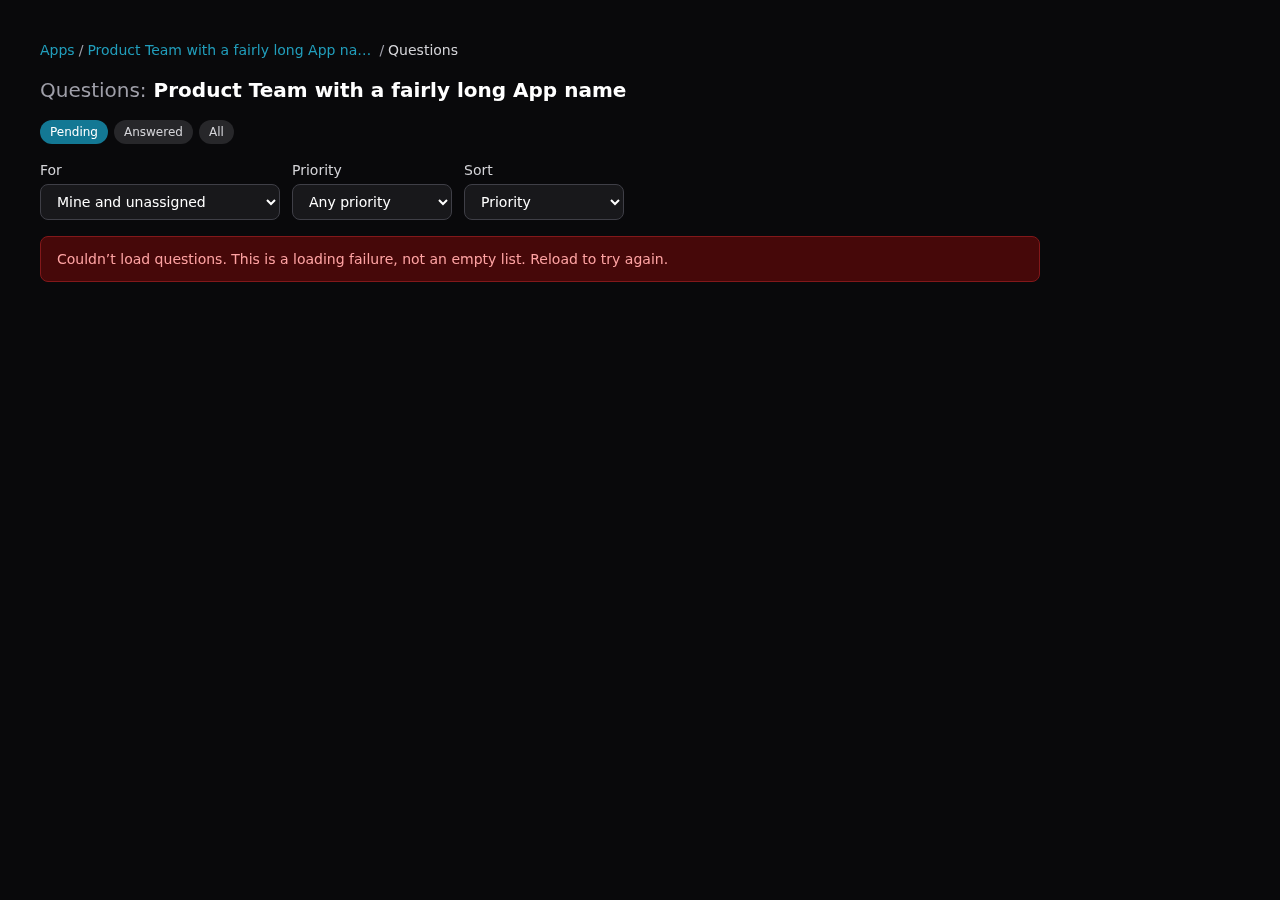 Apps / Product Team with a fairly long App na… / Questions
Questions: Product Team with a fairly long App name
Pending Answered All
For Priority Sort
Mine and unassigned Any priority Priority
Couldn’t load questions. This is a loading failure, not an empty list. Reload to try again.